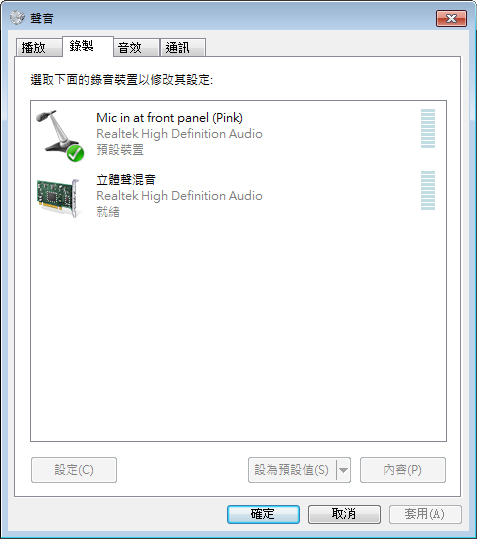 聲音
播放
錄製
音效
通訊
選取下面的錄音裝置以修改其設定:
Mic in at front panel (Pink)
Realtek High Definition Audio
預設裝置
立體聲混音
Realtek High Definition Audio
就緒
設定(C)
設為預設值(S)
內容(P)
確定
取消
套用(A)